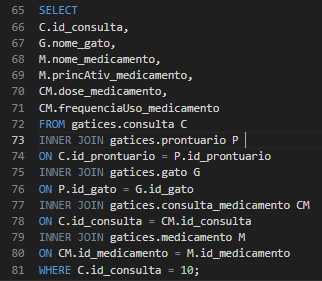 65 SELECT
66 C.id_consulta,
67 G.nome_gato,
68 M.nome_medicamento,
69 M.princAtiv_medicamento,
70 CM.dose_medicamento,
71 CM.frequenciaUso_medicamento
72 FROM gatices.consulta C
73 INNER JOIN gatices.prontuario P
74 ON C.id_prontuario = P.id_prontuario
75 INNER JOIN gatices.gato G
76 ON P.id_gato = G.id_gato
77 INNER JOIN gatices.consulta_medicamento CM
78 ON C.id_consulta = CM.id_consulta
79 INNER JOIN gatices.medicamento M
80 ON CM.id_medicamento = M.id_medicamento
81 WHERE C.id_consulta = 10;